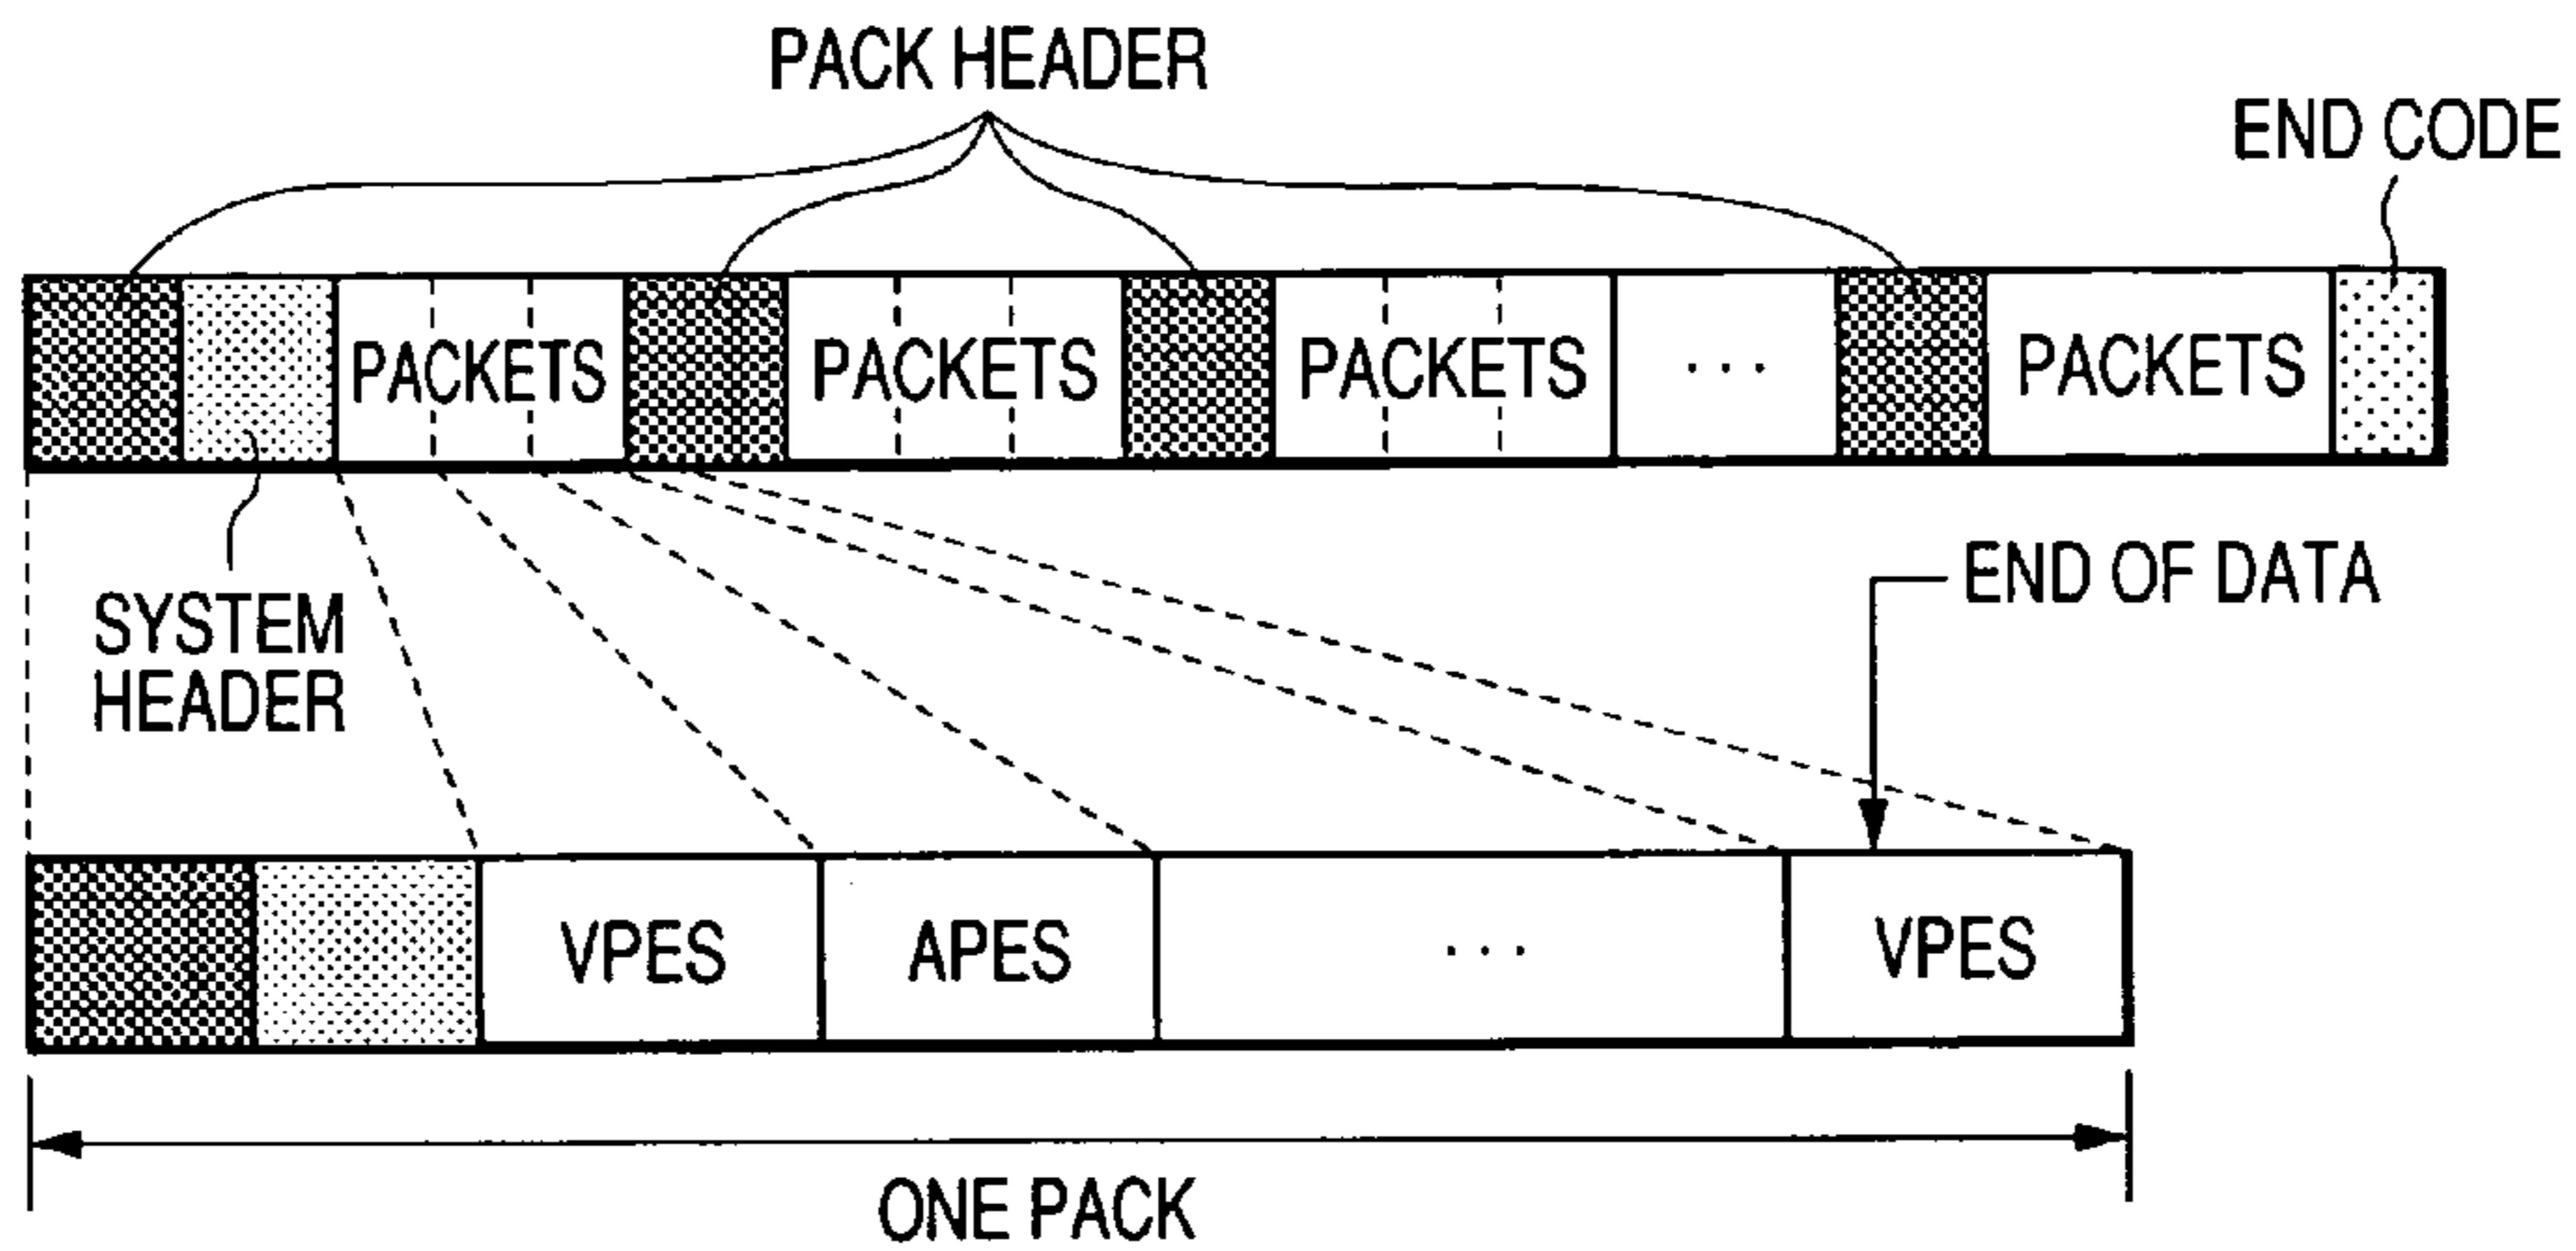 PACK HEADER
END CODE
PACKETS PACKETS PACKETS ... PACKETS
SYSTEM
HEADER
END OF DATA
VPES APES ... VPES
ONE PACK